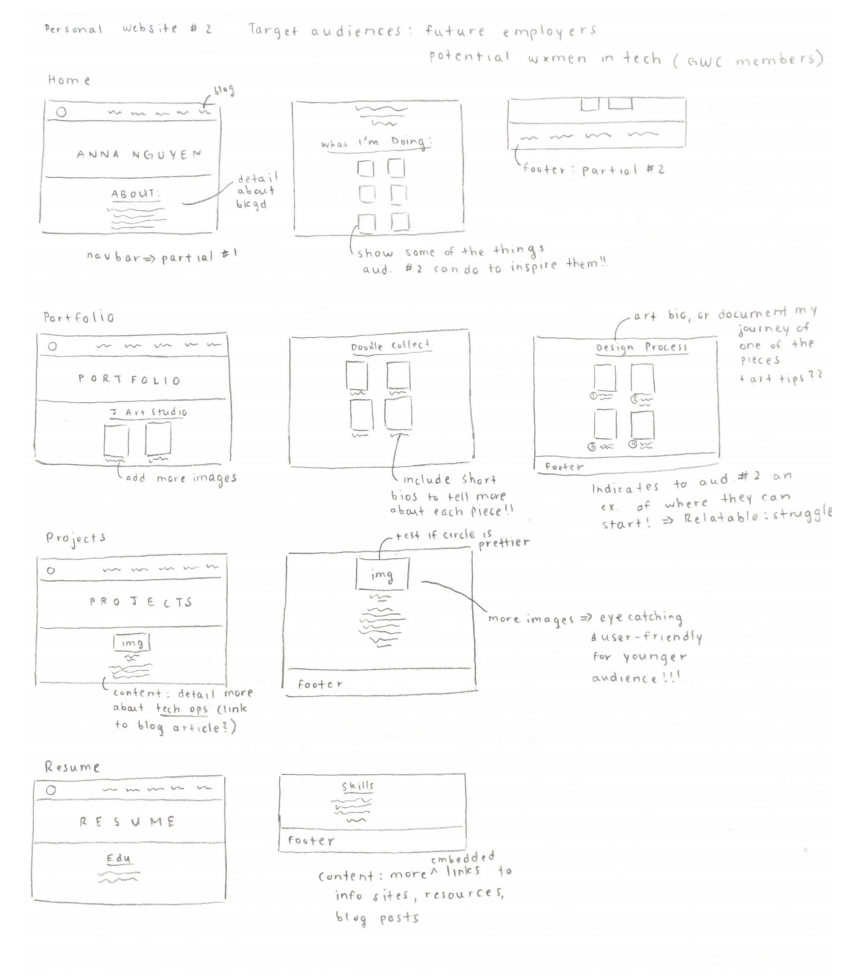 Personal website #2
Target audiences: future employers
potential wxmen in tech (GWC members)
Home
blog
ANNA NGUYEN
ABOUT:
detail
about
bkgd
navbar => partial #1
What I'm Doing:
show some of the things
aud. #2 can do to inspire them!!
footer: partial #2
Portfolio
PORTFOLIO
J Art Studio
add more images
Doodle Collect
include short
bios to tell more
about each piece!!
art bio, or document my
journey of
one of the
pieces
+ art tips??
Design Process
①
②
③
④
footer
Indicates to aud. #2 an
ex. of where they can
start! => Relatable: struggle
Projects
PROJECTS
img
content: detail more
about tech ops (link
to blog article?)
test if circle is
prettier
img
footer
more images => eye catching
& user-friendly
for younger
audience!!!
Resume
RESUME
Edu
Skills
footer
embedded
content: more ^ links to
info sites, resources,
blog posts